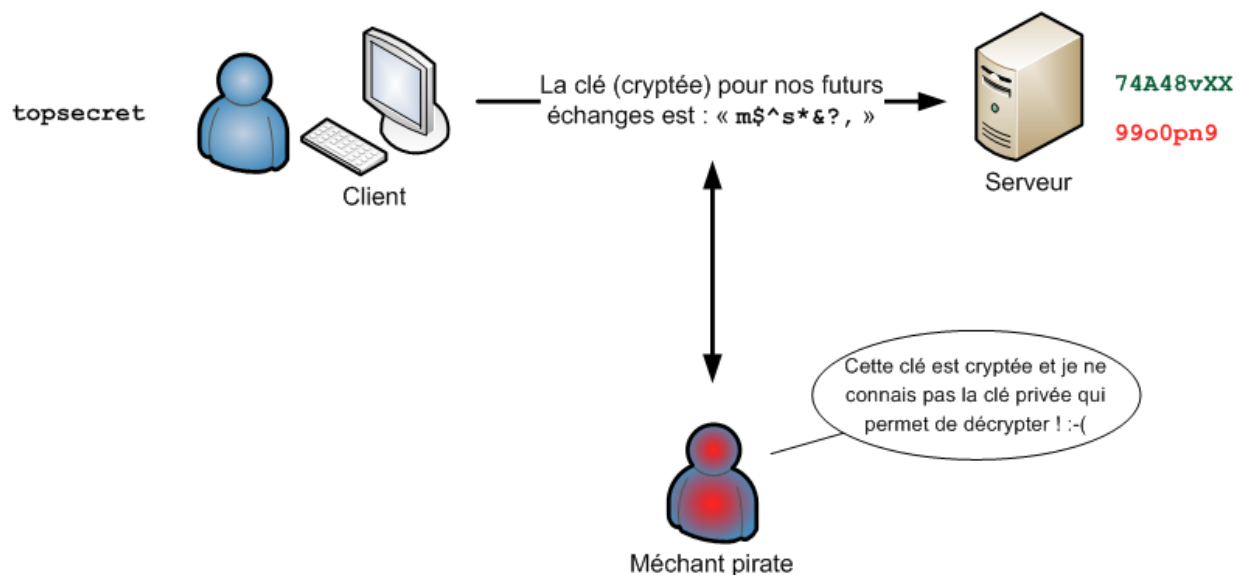 topsecret
Client
La clé (cryptée) pour nos futurs
échanges est : « m$^s*&?, »
74A48vXX
99o0pn9
Serveur
Cette clé est cryptée et je ne
connais pas la clé privée qui
permet de décrypter ! :-(
Méchant pirate